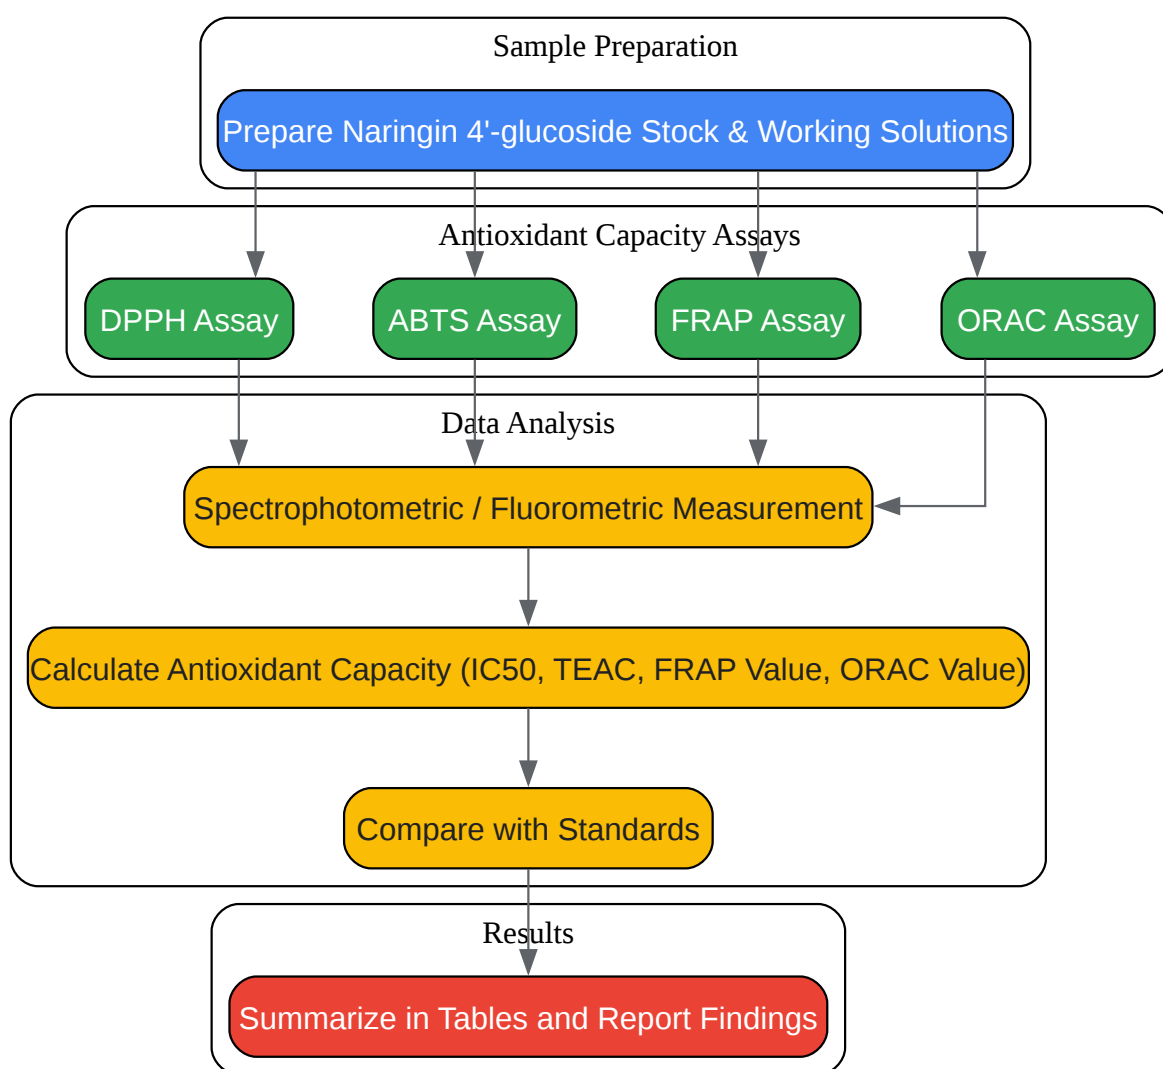 Sample Preparation
Prepare Naringin 4'-glucoside Stock & Working Solutions
Antioxidant Capacity Assays
DPPH Assay
ABTS Assay
FRAP Assay
ORAC Assay
Data Analysis
Spectrophotometric / Fluorometric Measurement
Calculate Antioxidant Capacity (IC50, TEAC, FRAP Value, ORAC Value)
Compare with Standards
Results
Summarize in Tables and Report Findings